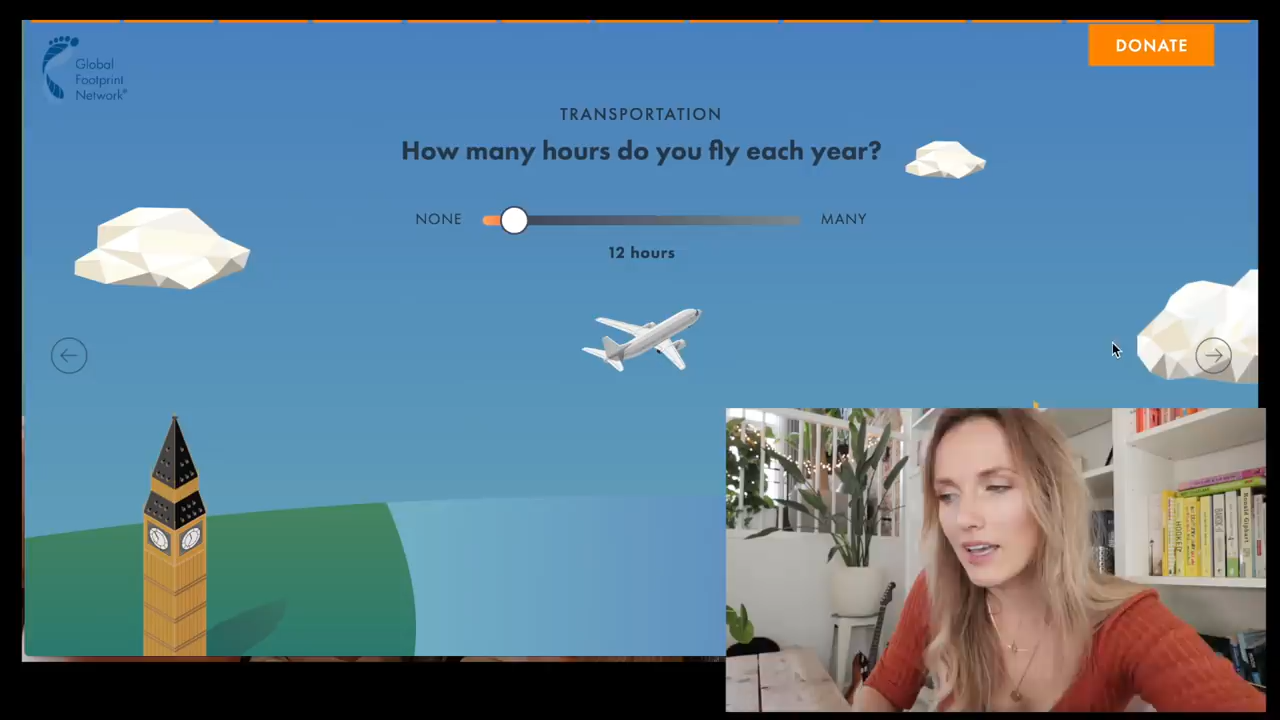 Global
Footprint
Network®
DONATE
TRANSPORTATION
How many hours do you fly each year?
NONE
MANY
12 hours